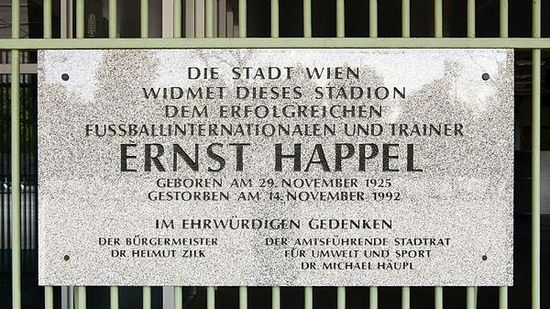 DIE STADT WIEN
WIDMET DIESES STADION
DEM ERFOLGREICHEN
FUSSBALLINTERNATIONALEN UND TRAINER
ERNST HAPPEL
GEBOREN AM 29. NOVEMBER 1925
GESTORBEN AM 14. NOVEMBER 1992
IM EHRWÜRDIGEN GEDENKEN
DER BÜRGERMEISTER
DR HELMUT ZILK
DER AMTSFÜHRENDE STADTRAT
FÜR UMWELT UND SPORT
DR. MICHAEL HÄUPL